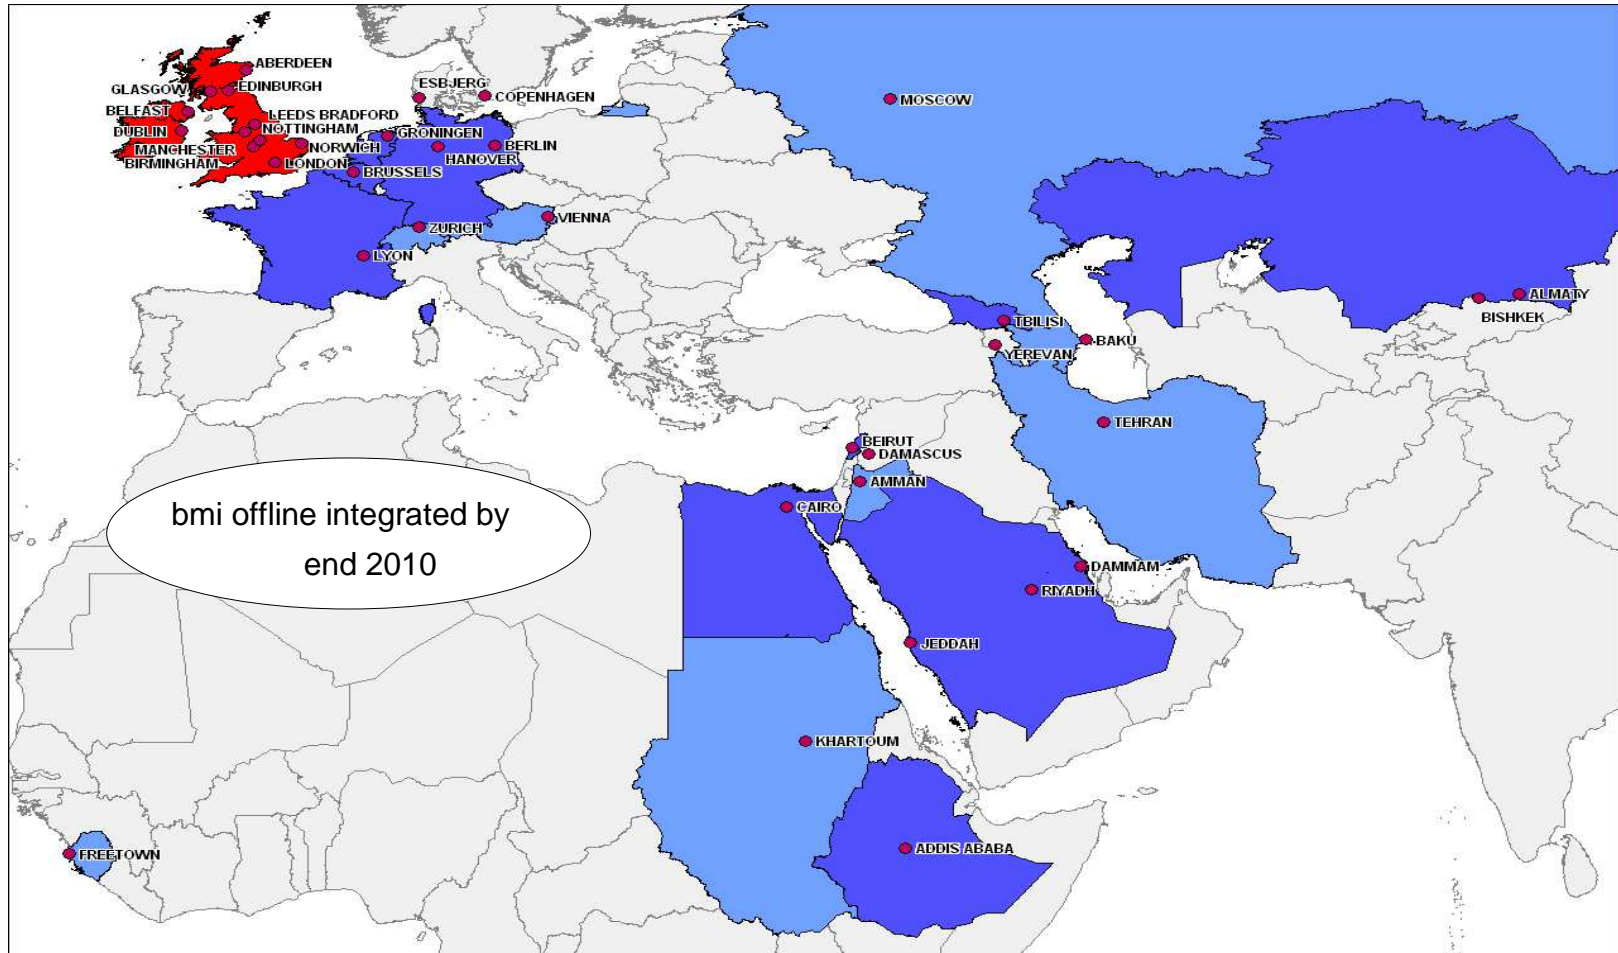 ABERDEEN
GLASGOW
EDINBURGH
ESBJERG
COPENHAGEN
MOSCOW
BELFAST
LEEDS BRADFORD
DUBLIN
NOTTINGHAM
GRONINGEN
MANCHESTER
NORWICH
HANOVER
BERLIN
BIRMINGHAM
LONDON
BRUSSELS
VIENNA
ZURICH
LYON
ALMATY
BISHKEK
TBILISI
BAKU
YEREVAN
TEHRAN
BEIRUT
DAMASCUS
AMMAN
CAIRO
bmi offline integrated by
end 2010
DAMMAM
RIYADH
JEDDAH
KHARTOUM
ADDIS ABABA
FREETOWN